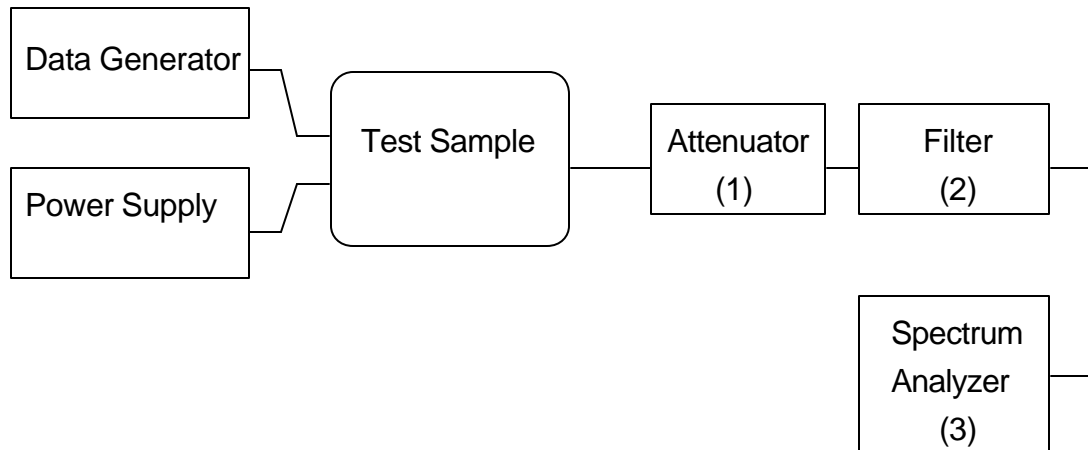 Data Generator
Power Supply
Test Sample
Attenuator
(1)
Filter
(2)
Spectrum
Analyzer
(3)